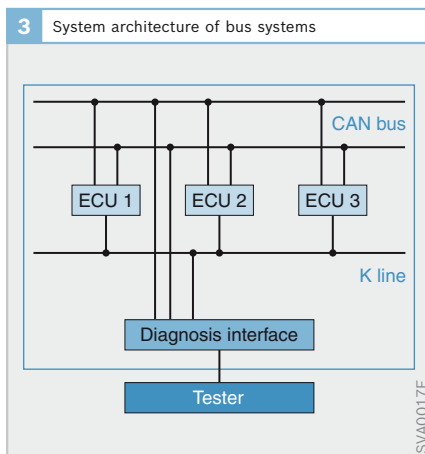 3 System architecture of bus systems
CAN bus
ECU 1 ECU 2 ECU 3
K line
Diagnosis interface
Tester
SVA0017E